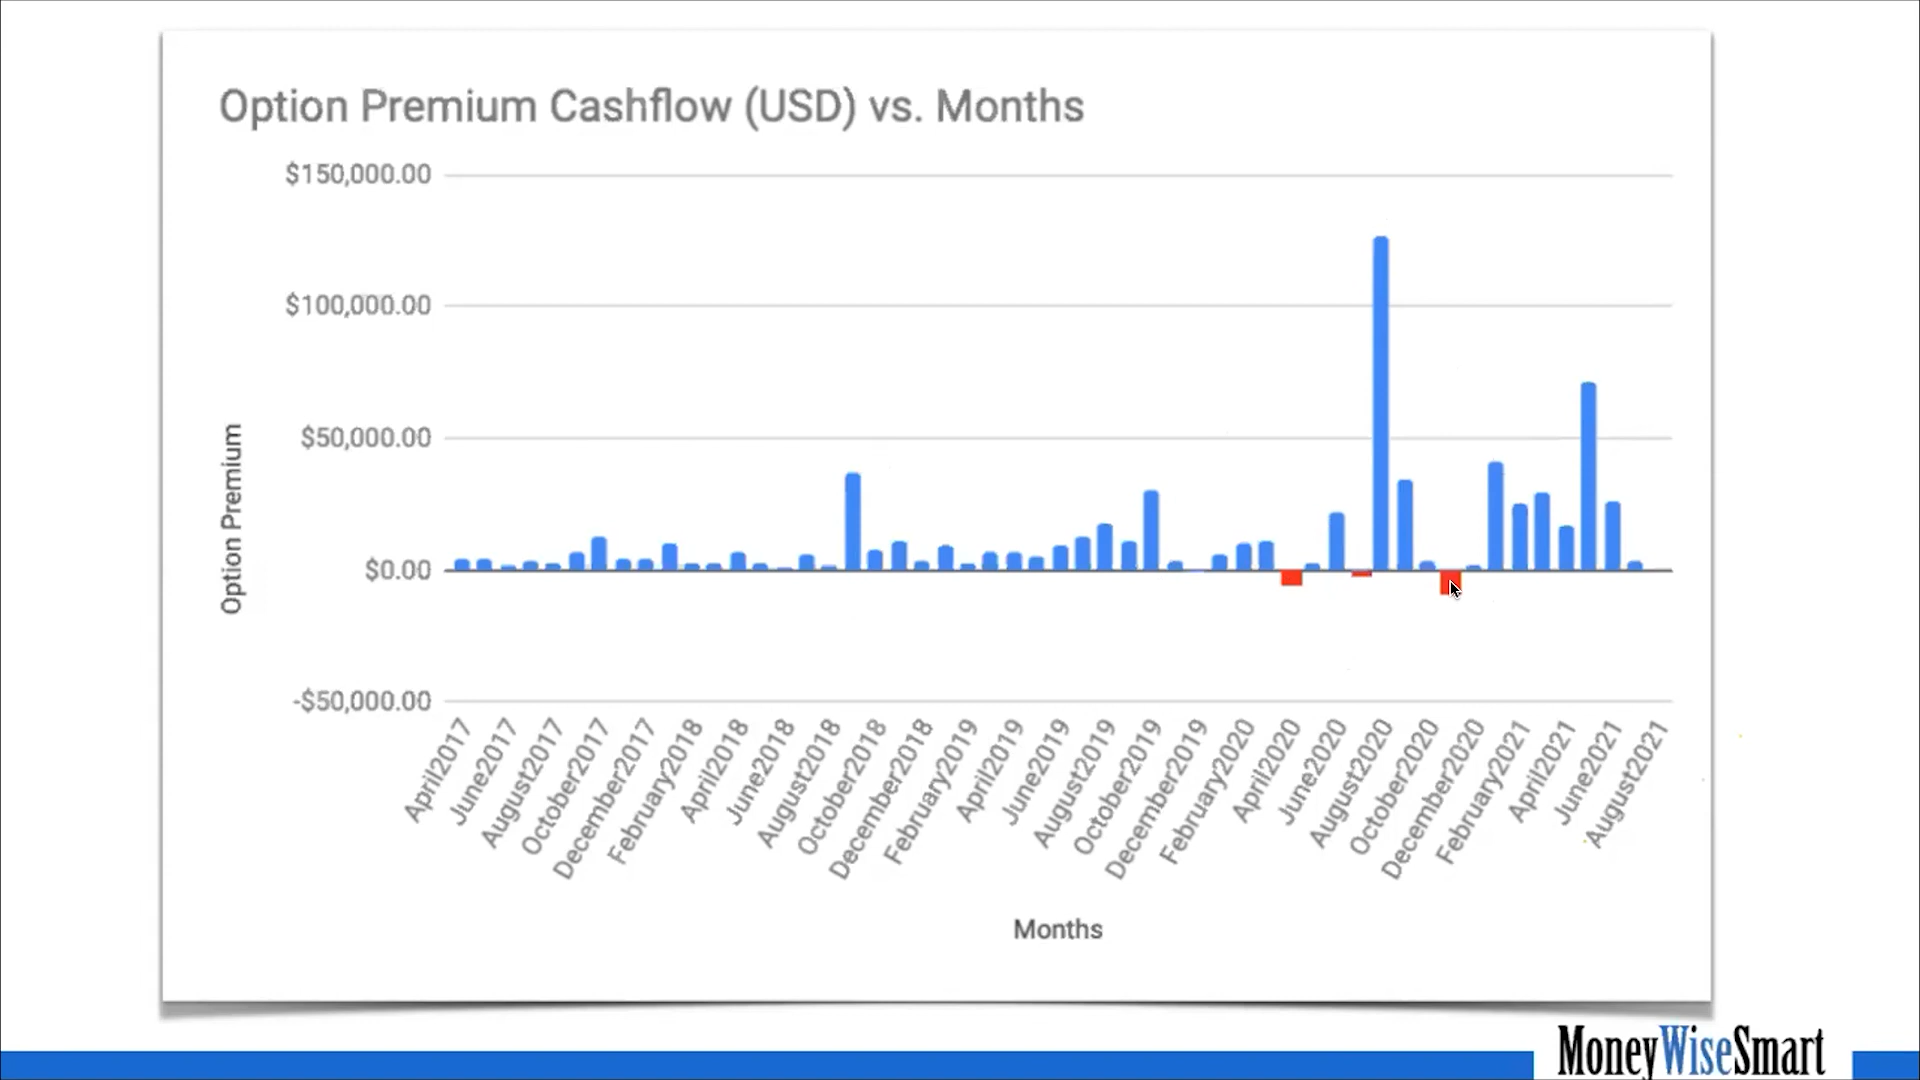 Option Premium Cashflow (USD) vs. Months
$150,000.00
$100,000.00
$50,000.00
$0.00
-$50,000.00
Option Premium
April2017
June2017
August2017
October2017
December2017
February2018
April2018
June2018
August2018
October2018
December2018
February2019
April2019
June2019
August2019
October2019
December2019
February2020
April2020
June2020
August2020
October2020
December2020
February2021
April2021
June2021
August2021
Months
MoneyWiseSmart